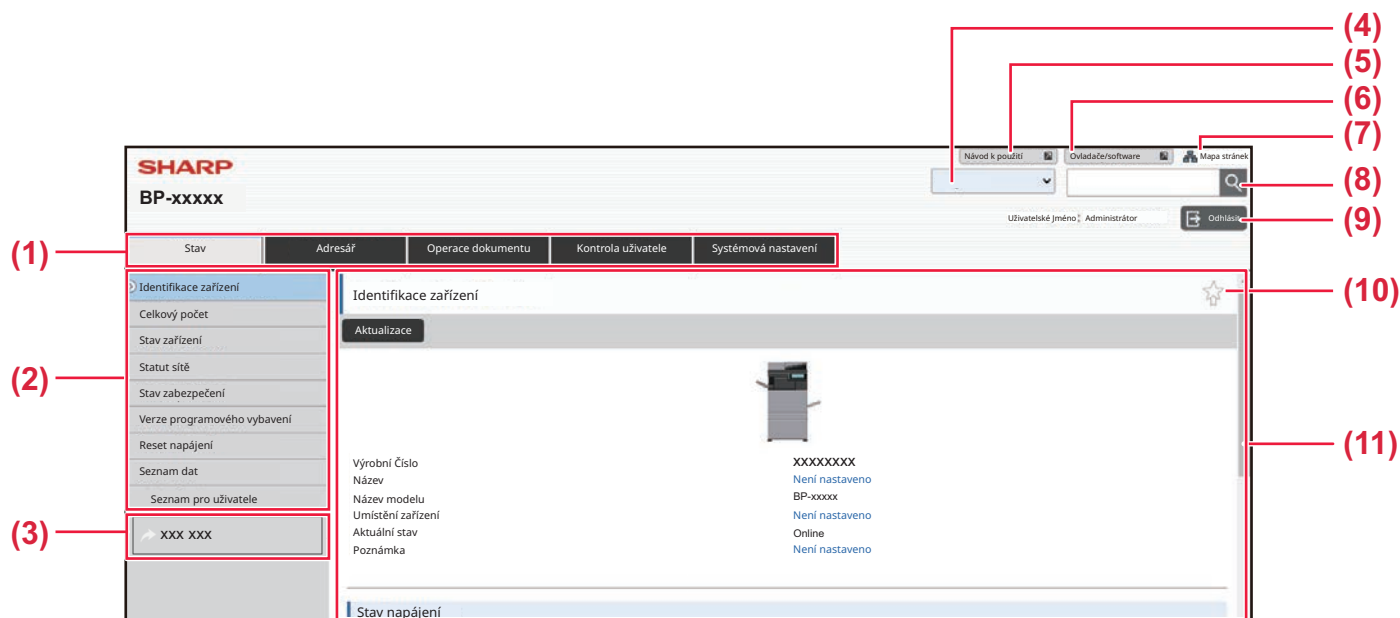 (4)
(5)
(6)
(7)
Návod k použití Ovladače/software Mapa stránek
SHARP
(8)
BP-xxxxx
Uživatelské Jméno: Administrátor Odhlásit
(9)
(1)
Stav Adresář Operace dokumentu Kontrola uživatele Systémová nastavení
Identifikace zařízení
Identifikace zařízení
(10)
Celkový počet
Aktualizace
Stav zařízení
Statut sítě
(2)
Stav zabezpečení
Verze programového vybavení
Reset napájení
(11)
Seznam dat
Seznam pro uživatele
(3)
XXX XXX
Výrobní Číslo XXXXXXXX
Název Není nastaveno
Název modelu BP-xxxxx
Umístění zařízení Není nastaveno
Aktuální stav Online
Poznámka Není nastaveno
Stav napájení